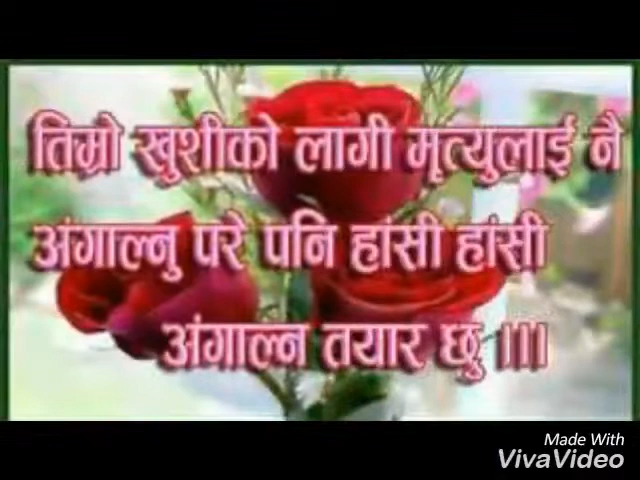 तिम्रो खुशीको लागी मृत्युलाई नै
अंगाल्नु परे पनि हांसी हांसी
अंगाल्न तयार छु ।।।
Made With
VivaVideo